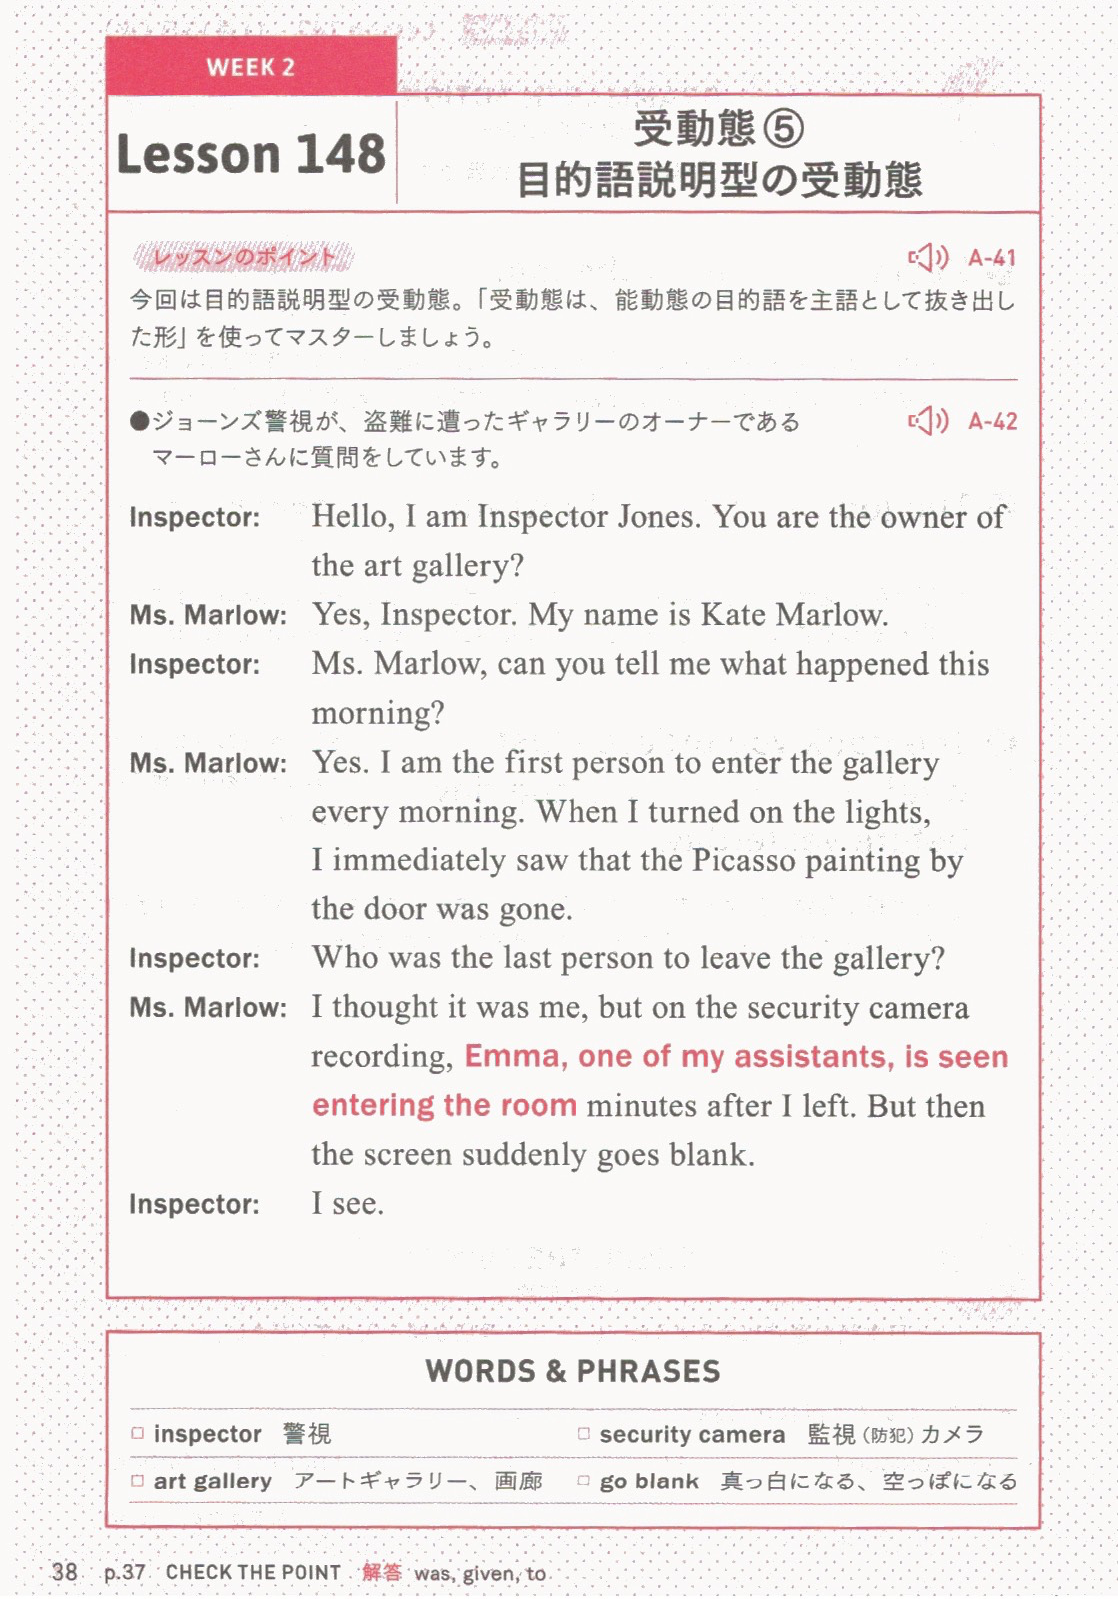 WEEK 2
Lesson 148
受動態⑤
目的語説明型の受動態
レッスンのポイント
A-41
今回は目的語説明型の受動態。「受動態は、能動態の目的語を主語として抜き出し
た形」を使ってマスターしましょう。
●ジョーンズ警視が、盗難に遭ったギャラリーのオーナーである
A-42
マーローさんに質問をしています。
Inspector: Hello, I am Inspector Jones. You are the owner of
the art gallery?
Ms. Marlow: Yes, Inspector. My name is Kate Marlow.
Inspector: Ms. Marlow, can you tell me what happened this
morning?
Ms. Marlow: Yes. I am the first person to enter the gallery
every morning. When I turned on the lights,
I immediately saw that the Picasso painting by
the door was gone.
Inspector: Who was the last person to leave the gallery?
Ms. Marlow: I thought it was me, but on the security camera
recording, Emma, one of my assistants, is seen
entering the room minutes after I left. But then
the screen suddenly goes blank.
Inspector: I see.
WORDS & PHRASES
□ inspector 警視
□ security camera 監視（防犯）カメラ
□ art gallery アートギャラリー、画廊
□ go blank 真っ白になる、空っぽになる
38 p.37 CHECK THE POINT 解答 was, given, to